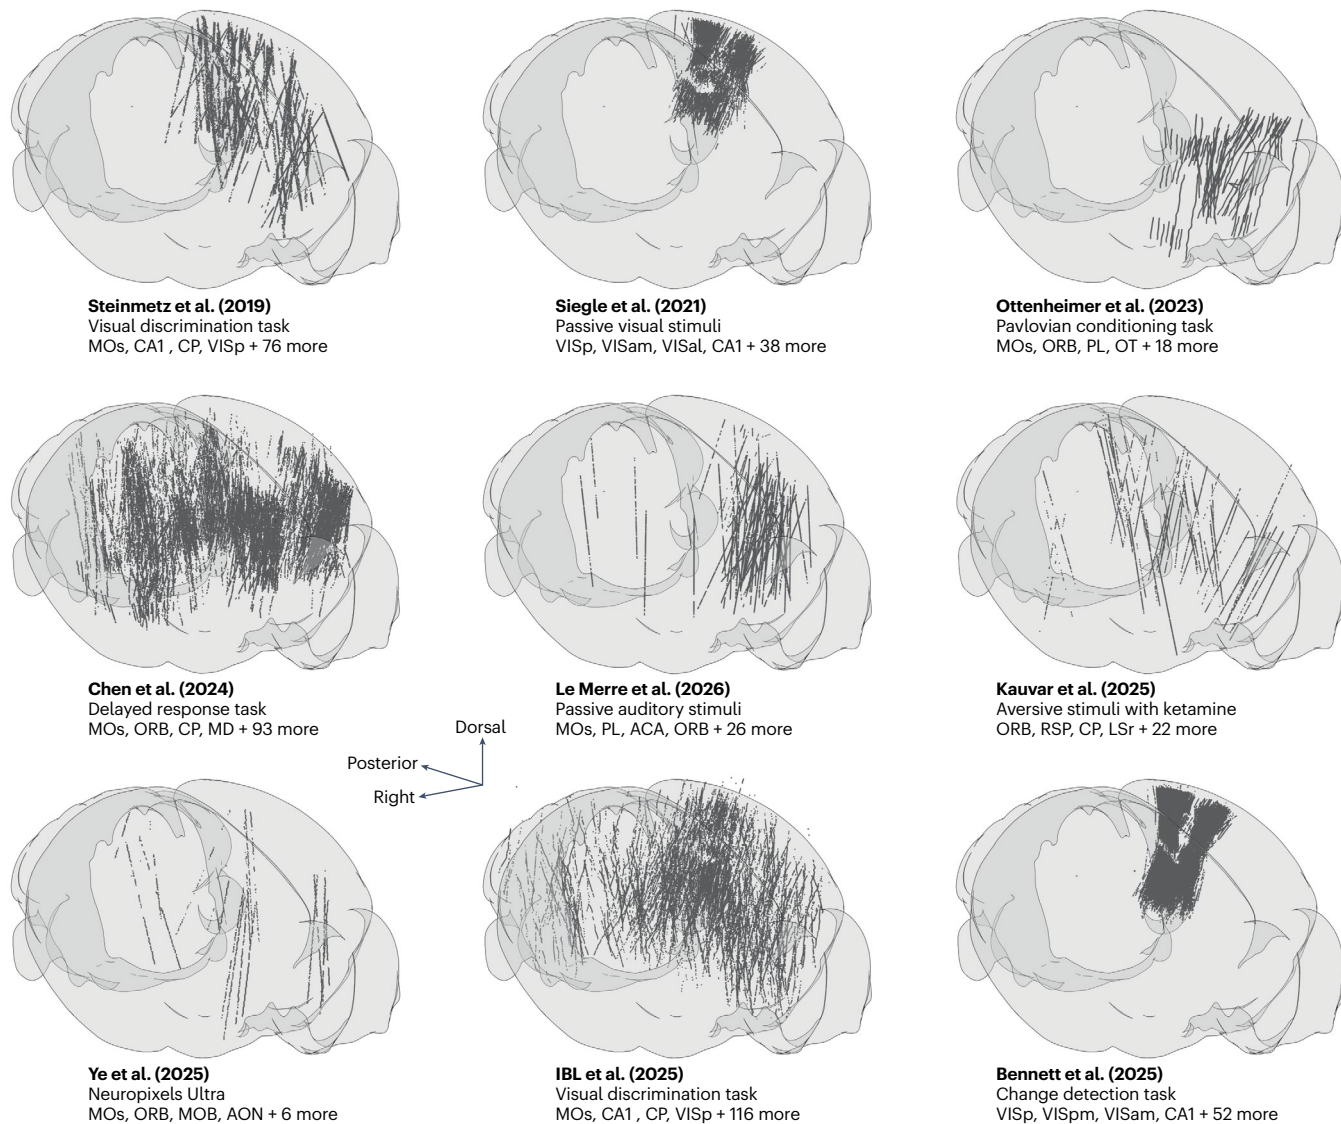 Steinmetz et al. (2019)
Visual discrimination task
MOs, CA1 , CP, VISp + 76 more
Siegle et al. (2021)
Passive visual stimuli
VISp, VISam, VISal, CA1 + 38 more
Ottenheimer et al. (2023)
Pavlovian conditioning task
MOs, ORB, PL, OT + 18 more
Chen et al. (2024)
Delayed response task
MOs, ORB, CP, MD + 93 more
Le Merre et al. (2026)
Passive auditory stimuli
MOs, PL, ACA, ORB + 26 more
Kauvar et al. (2025)
Aversive stimuli with ketamine
ORB, RSP, CP, LSr + 22 more
Dorsal
Posterior
Right
Ye et al. (2025)
Neuropixels Ultra
MOs, ORB, MOB, AON + 6 more
IBL et al. (2025)
Visual discrimination task
MOs, CA1 , CP, VISp + 116 more
Bennett et al. (2025)
Change detection task
VISp, VISpm, VISam, CA1 + 52 more